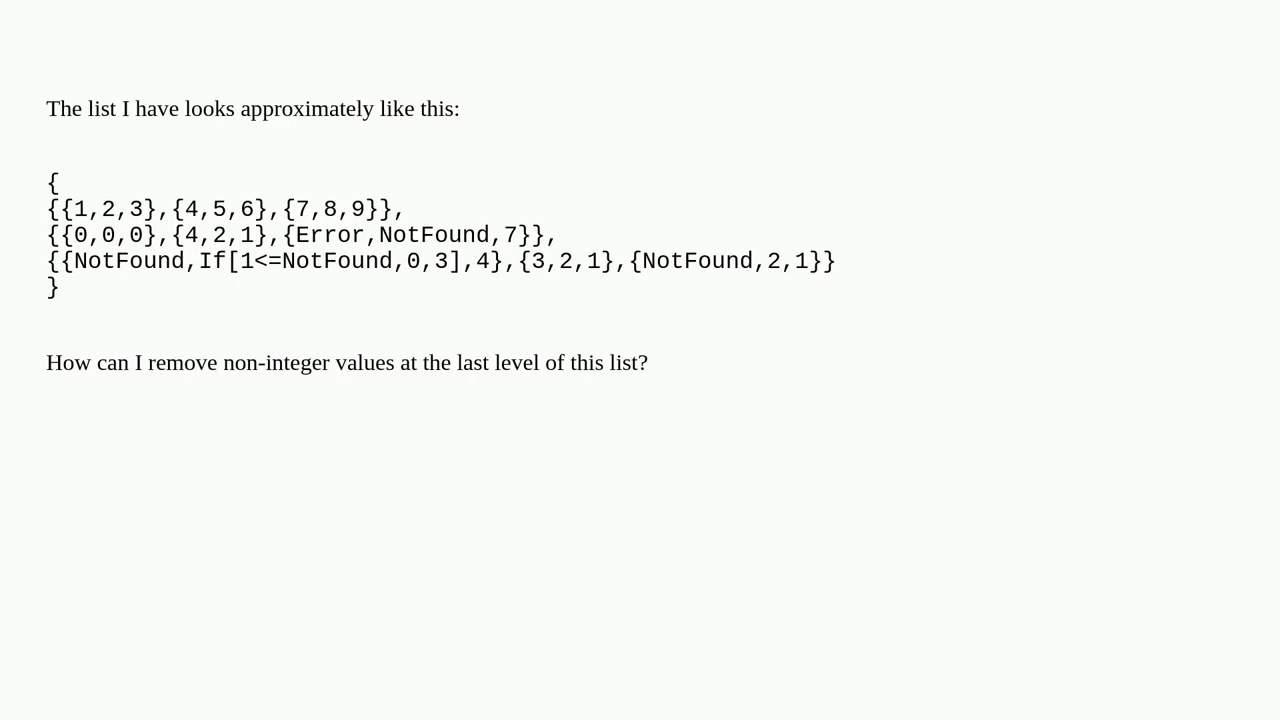 The list I have looks approximately like this:
{
{{1,2,3},{4,5,6},{7,8,9}},
{{0,0,0},{4,2,1},{Error,NotFound,7}},
{{NotFound,If[1<=NotFound,0,3],4},{3,2,1},{NotFound,2,1}}
}
How can I remove non-integer values at the last level of this list?